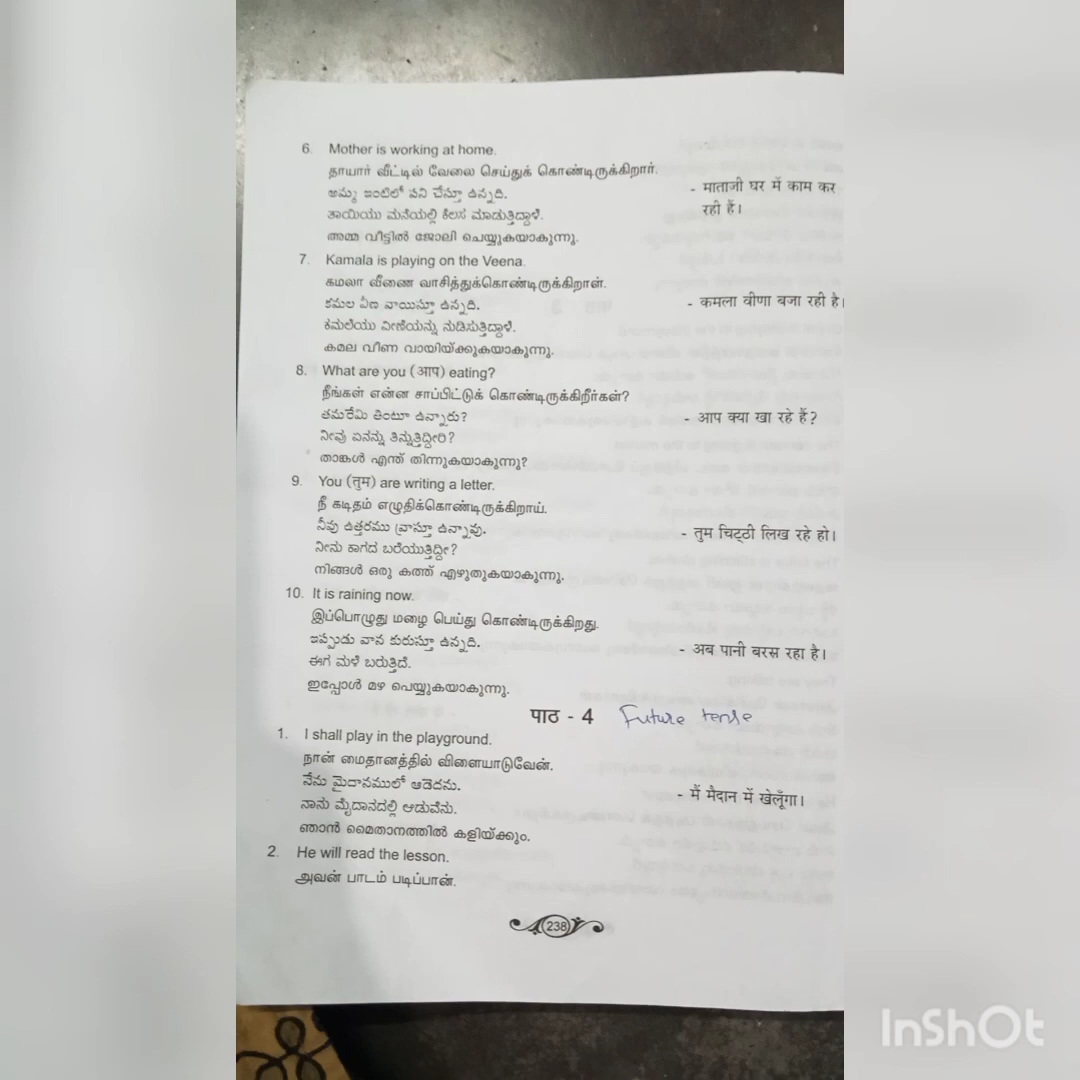 6. Mother is working at home.
தாயார் வீட்டில் வேலை செய்துக் கொண்டிருக்கிறார்.
అమ్మ ఇంటిలో పని చేస్తూ ఉన్నది.
ತಾಯಿಯು ಮನೆಯಲ್ಲಿ ಕೆಲಸ ಮಾಡುತ್ತಿದ್ದಾಳೆ.
അമ്മ വീട്ടിൽ ജോലി ചെയ്യുകയാകുന്നു.
- माताजी घर में काम कर
रही हैं।
7. Kamala is playing on the Veena.
கமலா வீணை வாசித்துக்கொண்டிருக்கிறாள்.
కమల వీణ వాయిస్తూ ఉన్నది.
ಕಮಲೆಯು ವೀಣೆಯನ್ನು ನುಡಿಸುತ್ತಿದ್ದಾಳೆ.
കമല വീണ വായിയ്ക്കുകയാകുന്നു.
- कमला वीणा बजा रही है।
8. What are you (आप) eating?
நீங்கள் என்ன சாப்பிட்டுக் கொண்டிருக்கிறீர்கள்?
తమరేమి తింటూ ఉన్నారు?
ನೀವು ಏನನ್ನು ತಿನ್ನುತ್ತಿದ್ದೀರಿ?
താങ്കൾ എന്ത് തിന്നുകയാകുന്നു?
- आप क्या खा रहे हैं?
9. You (तुम) are writing a letter.
நீ கடிதம் எழுதிக்கொண்டிருக்கிறாய்.
నీవు ఉత్తరము వ్రాస్తూ ఉన్నావు.
ನೀನು ಕಾಗದ ಬರೆಯುತ್ತಿದ್ದೀ?
നിങ്ങൾ ഒരു കത്ത് എഴുതുകയാകുന്നു.
- तुम चिट्ठी लिख रहे हो।
10. It is raining now.
இப்பொழுது மழை பெய்து கொண்டிருக்கிறது.
ఇప్పుడు వాన కురుస్తూ ఉన్నది.
ಈಗ ಮಳೆ ಬರುತ್ತಿದೆ.
ഇപ്പോൾ മഴ പെയ്യുകയാകുന്നു.
- अब पानी बरस रहा है।
पाठ - 4 Future tense
1. I shall play in the playground.
நான் மைதானத்தில் விளையாடுவேன்.
నేను మైదానములో ఆడెదను.
ನಾನು ಮೈದಾನದಲ್ಲಿ ಆಡುವೆನು.
ഞാൻ മൈതാനത്തിൽ കളിയ്ക്കും.
- मैं मैदान में खेलूँगा।
2. He will read the lesson.
அவன் பாடம் படிப்பான்.
238
InShOt